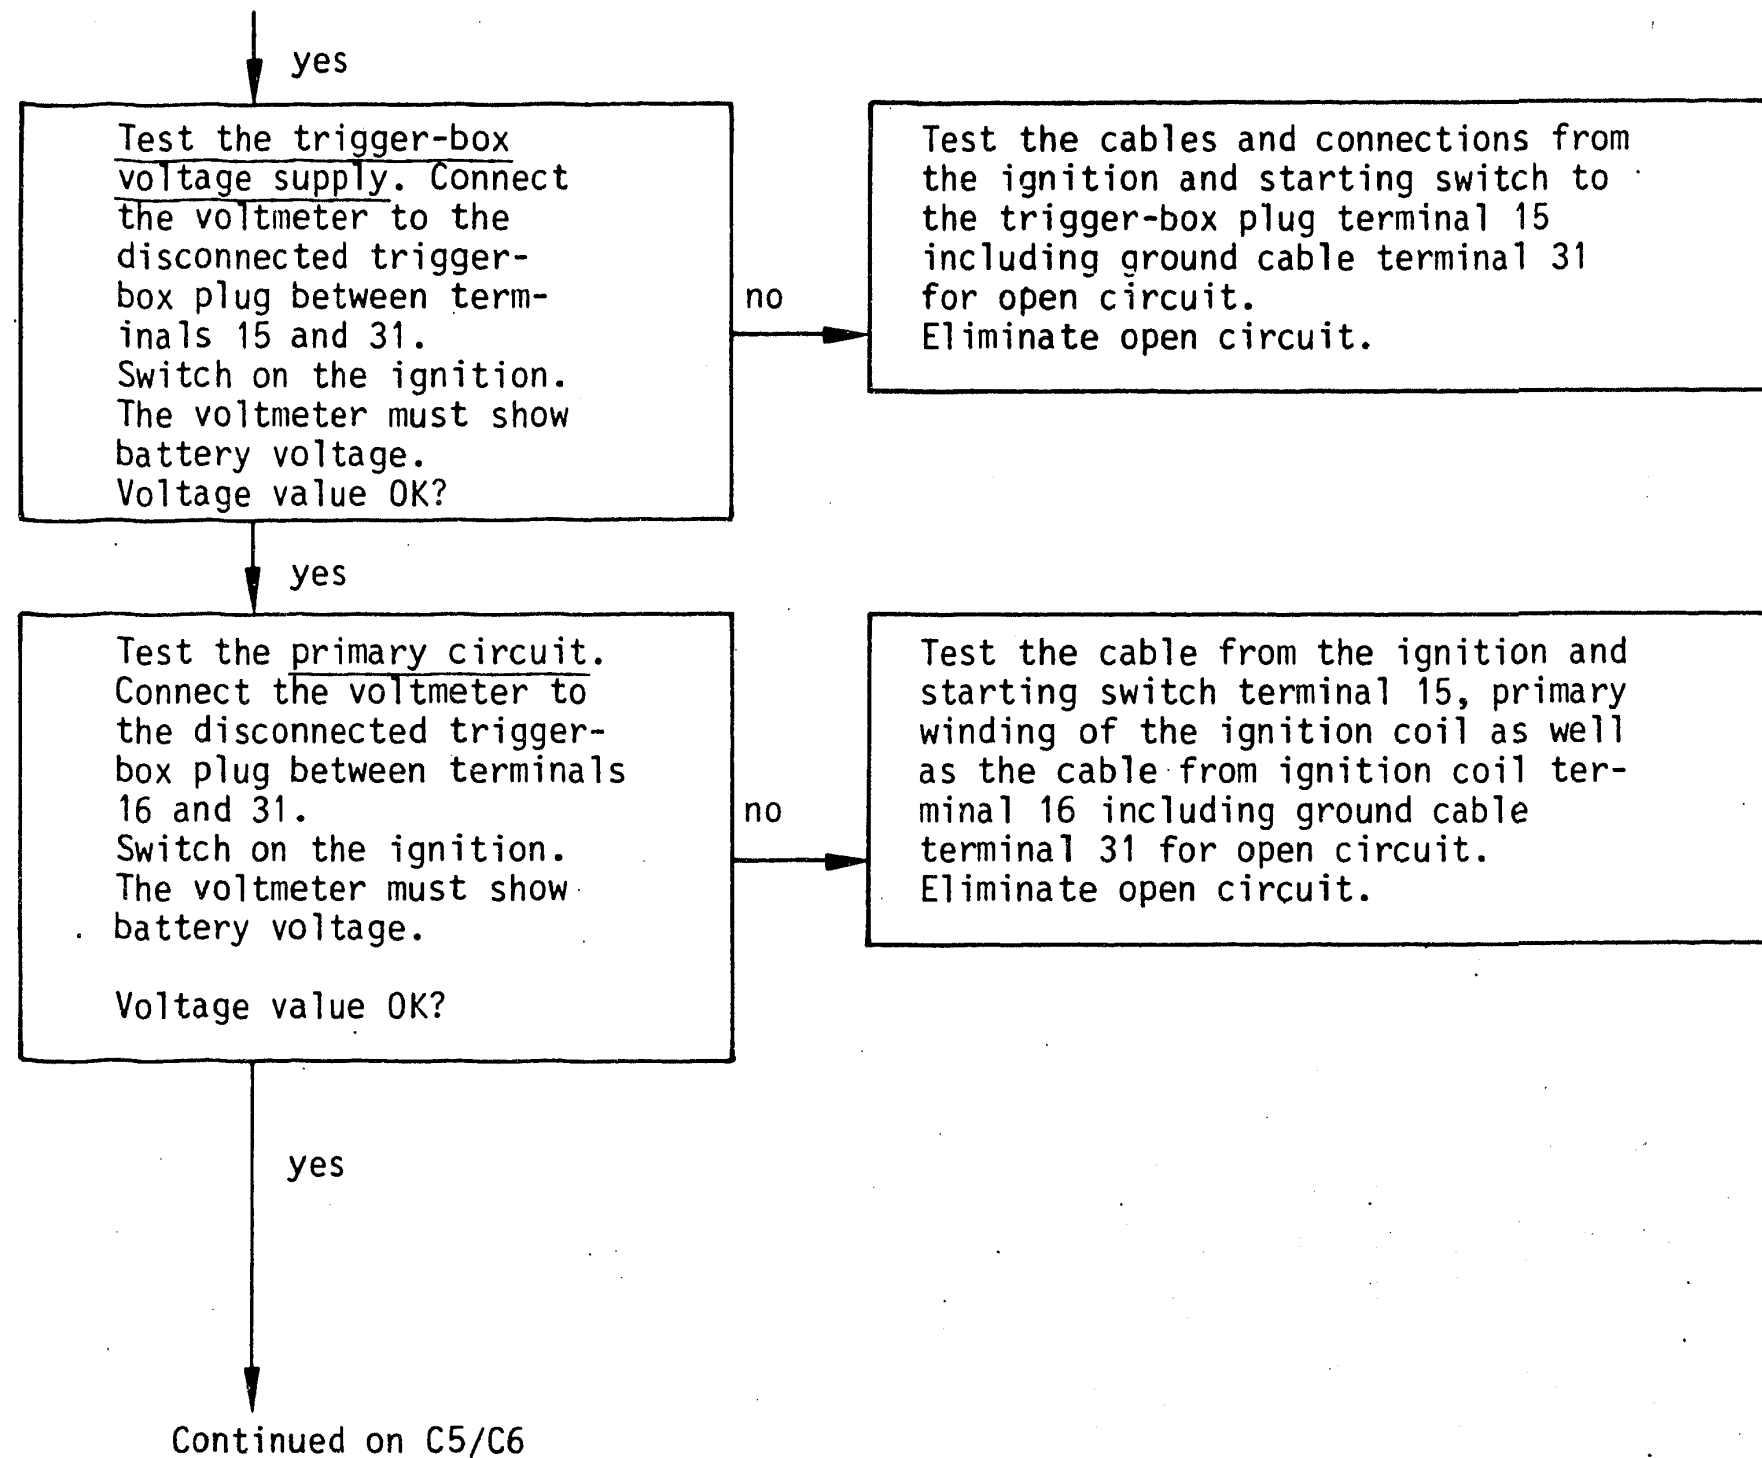 yes
Test the trigger-box
voltage supply. Connect
the voltmeter to the
disconnected trigger-
box plug between term-
inals 15 and 31.
Switch on the ignition.
The voltmeter must show
battery voltage.
Voltage value OK?
no
Test the cables and connections from
the ignition and starting switch to
the trigger-box plug terminal 15
including ground cable terminal 31
for open circuit.
Eliminate open circuit.
yes
Test the primary circuit.
Connect the voltmeter to
the disconnected trigger-
box plug between terminals
16 and 31.
Switch on the ignition.
The voltmeter must show
battery voltage.
Voltage value OK?
no
Test the cable from the ignition and
starting switch terminal 15, primary
winding of the ignition coil as well
as the cable from ignition coil ter-
minal 16 including ground cable
terminal 31 for open circuit.
Eliminate open circuit.
yes
Continued on C5/C6